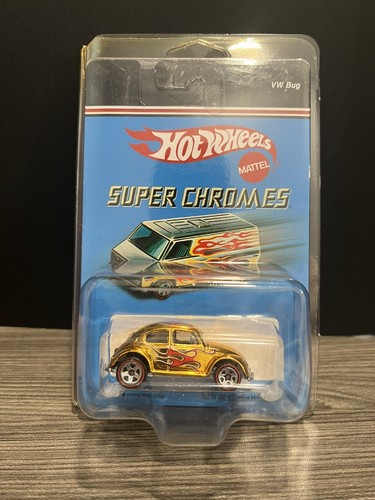 VW Bug
Hot Wheels
MATTEL
SUPER CHROMES